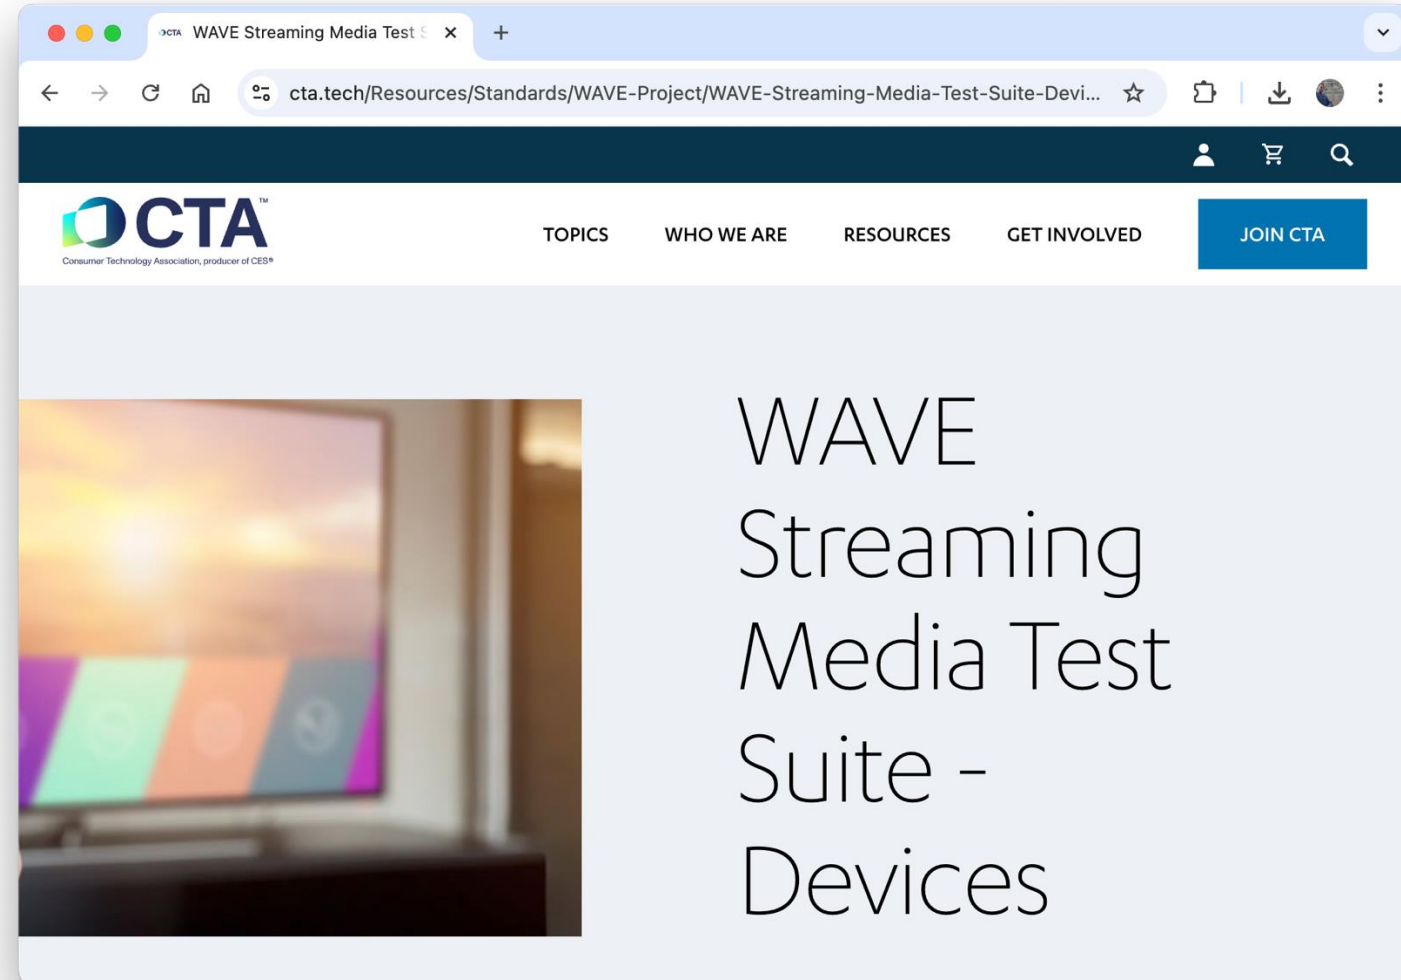 WAVE Streaming Media Test S
cta.tech/Resources/Standards/WAVE-Project/WAVE-Streaming-Media-Test-Suite-Devi...
CTA™
Consumer Technology Association, producer of CES®
TOPICS WHO WE ARE RESOURCES GET INVOLVED JOIN CTA
WAVE
Streaming
Media Test
Suite -
Devices